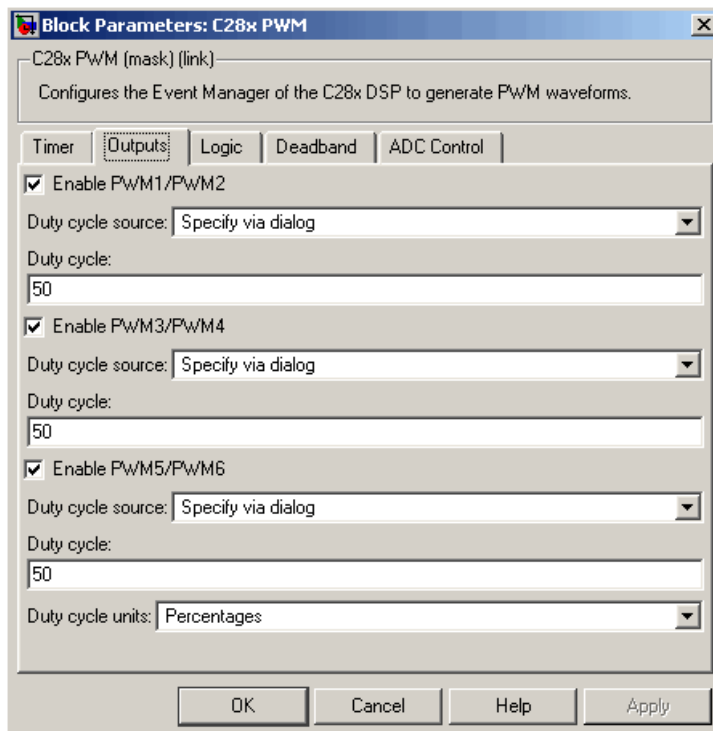 Block Parameters: C28x PWM
C28x PWM (mask) (link)
Configures the Event Manager of the C28x DSP to generate PWM waveforms.
Timer Outputs Logic Deadband ADC Control
Enable PWM1/PWM2
Duty cycle source: Specify via dialog
Duty cycle:
50
Enable PWM3/PWM4
Duty cycle source: Specify via dialog
Duty cycle:
50
Enable PWM5/PWM6
Duty cycle source: Specify via dialog
Duty cycle:
50
Duty cycle units: Percentages
OK Cancel Help Apply